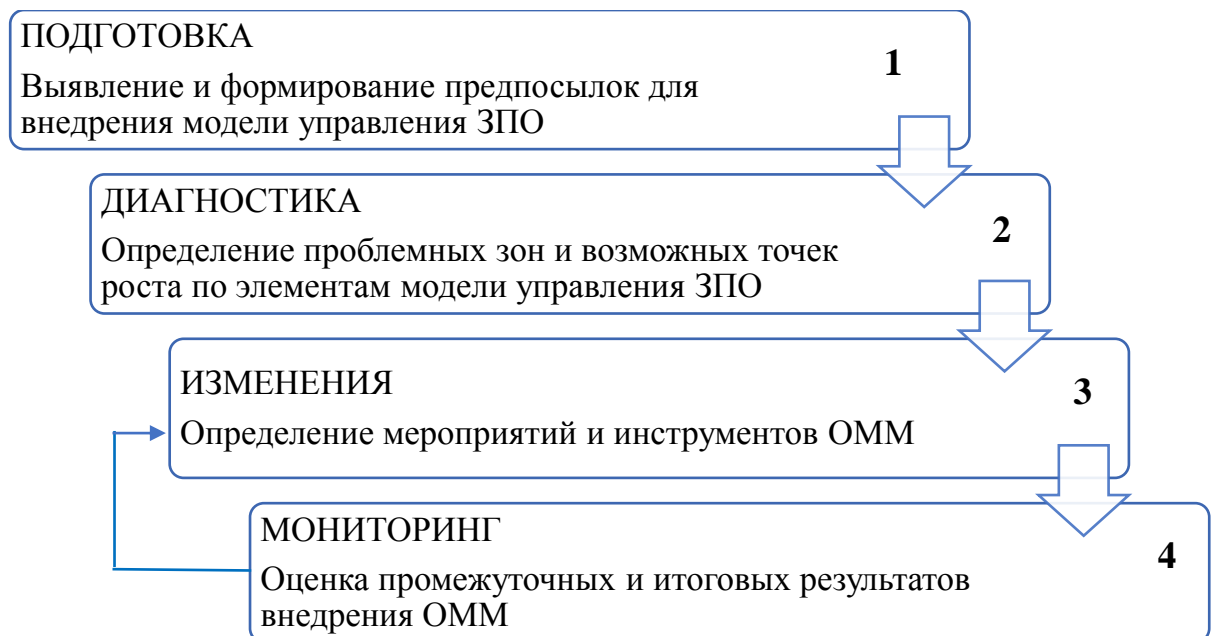 ПОДГОТОВКА
1
Выявление и формирование предпосылок для
внедрения модели управления ЗПО
ДИАГНОСТИКА
2
Определение проблемных зон и возможных точек
роста по элементам модели управления ЗПО
ИЗМЕНЕНИЯ
3
Определение мероприятий и инструментов ОММ
МОНИТОРИНГ
4
Оценка промежуточных и итоговых результатов
внедрения ОММ